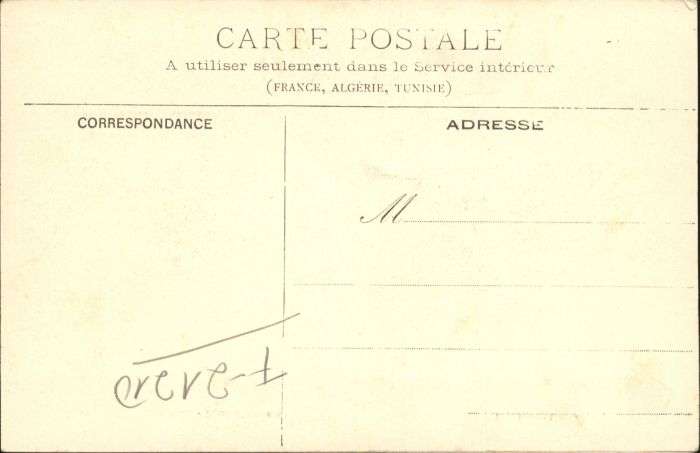 CARTE POSTALE
A utiliser seulement dans le Service intérieur
(FRANCE, ALGÉRIE, TUNISIE)
CORRESPONDANCE
ADRESSE
M